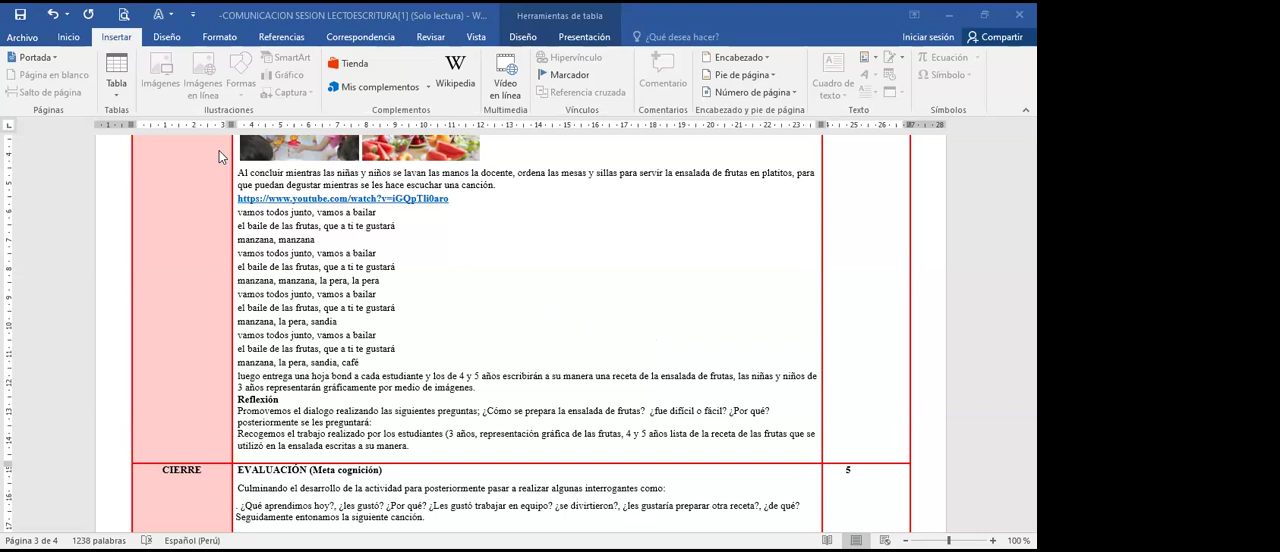 -COMUNICACION SESION LECTOESCRITURA[1] (Solo lectura) - W...
Herramientas de tabla
Archivo Inicio Insertar Diseño Formato Referencias Correspondencia Revisar Vista Diseño Presentación ¿Qué desea hacer? Iniciar sesión Compartir
Portada
Página en blanco
Salto de página
Páginas
Tabla
Tablas
Imágenes
Imágenes en línea
Formas
SmartArt
Gráfico
Captura
Ilustraciones
Tienda
Mis complementos
W
Wikipedia
Complementos
Vídeo en línea
Multimedia
Hipervínculo
Marcador
Referencia cruzada
Vínculos
Comentario
Comentarios
Encabezado
Pie de página
Número de página
Encabezado y pie de página
Cuadro de texto
Texto
Ecuación
Símbolo
Símbolos
Al concluir mientras las niñas y niños se lavan las manos la docente, ordena las mesas y sillas para servir la ensalada de frutas en platitos, para
que puedan degustar mientras se les hace escuchar una canción.
https://www.youtube.com/watch?v=iGQpTli0aro
vamos todos junto, vamos a bailar
el baile de las frutas, que a ti te gustará
manzana, manzana
vamos todos junto, vamos a bailar
el baile de las frutas, que a ti te gustará
manzana, manzana, la pera, la pera
vamos todos junto, vamos a bailar
el baile de las frutas, que a ti te gustará
manzana, la pera, sandia
vamos todos junto, vamos a bailar
el baile de las frutas, que a ti te gustará
manzana, la pera, sandia, café
luego entrega una hoja bond a cada estudiante y los de 4 y 5 años escribirán a su manera una receta de la ensalada de frutas, las niñas y niños de
3 años representarán gráficamente por medio de imágenes.
Reflexión
Promovemos el dialogo realizando las siguientes preguntas; ¿Cómo se prepara la ensalada de frutas? ¿fue difícil o fácil? ¿Por qué?
posteriormente se les preguntará:
Recogemos el trabajo realizado por los estudiantes (3 años, representación gráfica de las frutas, 4 y 5 años lista de la receta de las frutas que se
utilizó en la ensalada escritas a su manera.
CIERRE
EVALUACIÓN (Meta cognición)
5
Culminando el desarrollo de la actividad para posteriormente pasar a realizar algunas interrogantes como:
. ¿Qué aprendimos hoy?, ¿les gustó? ¿Por qué? ¿Les gustó trabajar en equipo? ¿se divirtieron?, ¿les gustaría preparar otra receta?, ¿de qué?
Seguidamente entonamos la siguiente canción.
Página 3 de 4 1238 palabras Español (Perú) 100 %